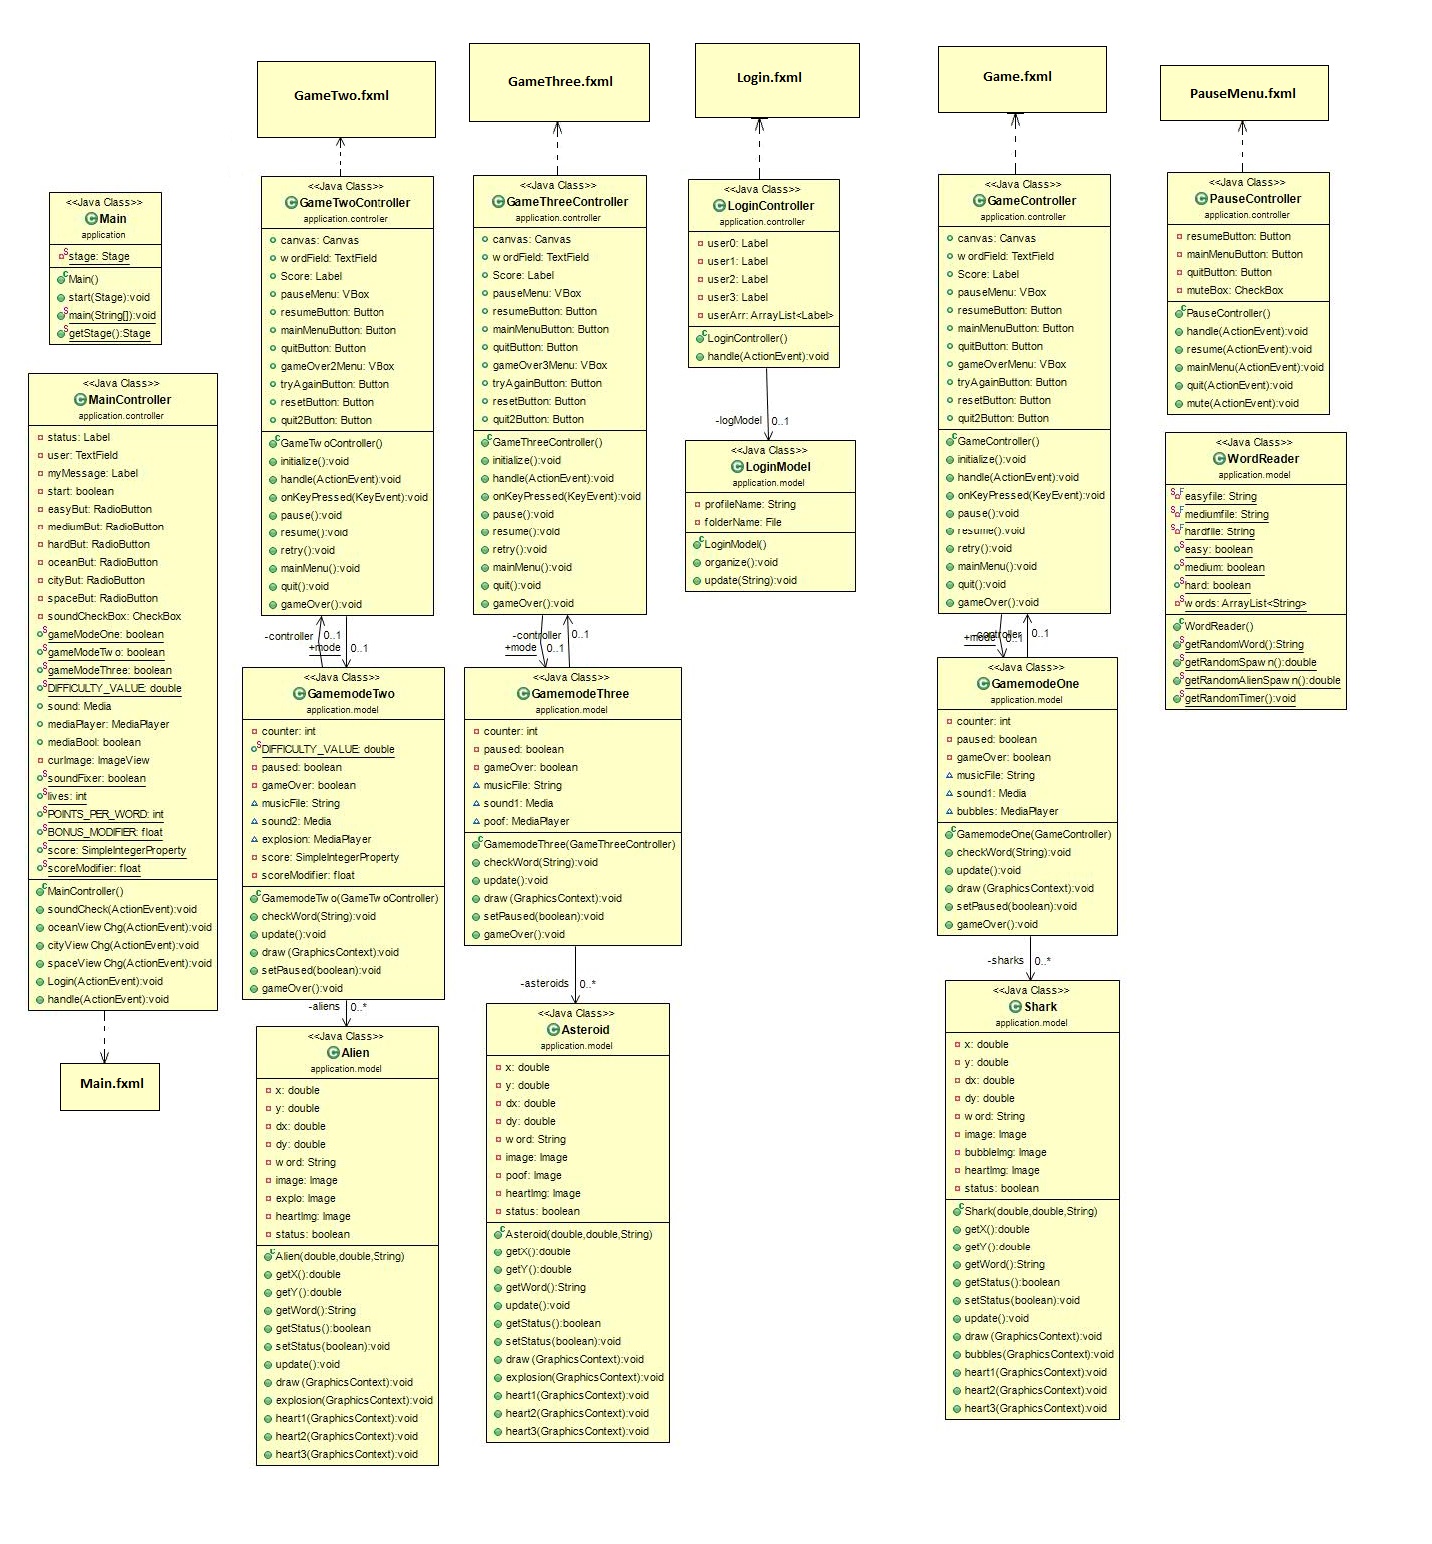 GameTwo.fxml
GameThree.fxml
Login.fxml
Game.fxml
PauseMenu.fxml
<<Java Class>>
Main
application
stage: Stage
Main()
start(Stage):void
main(String[]):void
getStage():Stage
<<Java Class>>
MainController
application.controller
status: Label
user: TextField
myMessage: Label
start: boolean
easyBut: RadioButton
mediumBut: RadioButton
hardBut: RadioButton
oceanBut: RadioButton
cityBut: RadioButton
spaceBut: RadioButton
soundCheckBox: CheckBox
gameModeOne: boolean
gameModeTwo: boolean
gameModeThree: boolean
DIFFICULTY_VALUE: double
sound: Media
mediaPlayer: MediaPlayer
mediaBool: boolean
curImage: ImageView
soundFixer: boolean
lives: int
POINTS_PER_WORD: int
BONUS_MODIFIER: float
score: SimpleIntegerProperty
scoreModifier: float
MainController()
soundCheck(ActionEvent):void
oceanViewChg(ActionEvent):void
cityViewChg(ActionEvent):void
spaceViewChg(ActionEvent):void
Login(ActionEvent):void
handle(ActionEvent):void
Main.fxml
<<Java Class>>
GameTwoController
application.controller
canvas: Canvas
wordField: TextField
Score: Label
pauseMenu: VBox
resumeButton: Button
mainMenuButton: Button
quitButton: Button
gameOver2Menu: VBox
tryAgainButton: Button
resetButton: Button
quit2Button: Button
GameTwoController()
initialize():void
handle(ActionEvent):void
onKeyPressed(KeyEvent):void
pause():void
resume():void
retry():void
mainMenu():void
quit():void
gameOver():void
-controller 0..1
+mode 0..1
<<Java Class>>
GamemodeTwo
application.model
counter: int
DIFFICULTY_VALUE: double
paused: boolean
gameOver: boolean
musicFile: String
sound2: Media
explosion: MediaPlayer
score: SimpleIntegerProperty
scoreModifier: float
GamemodeTwo(GameTwoController)
checkWord(String):void
update():void
draw(GraphicsContext):void
setPaused(boolean):void
gameOver():void
-aliens 0..*
<<Java Class>>
Alien
application.model
x: double
y: double
dx: double
dy: double
word: String
image: Image
explo: Image
heartImg: Image
status: boolean
Alien(double,double,String)
getX():double
getY():double
getWord():String
getStatus():boolean
setStatus(boolean):void
update():void
draw(GraphicsContext):void
explosion(GraphicsContext):void
heart1(GraphicsContext):void
heart2(GraphicsContext):void
heart3(GraphicsContext):void
<<Java Class>>
GameThreeController
application.controller
canvas: Canvas
wordField: TextField
Score: Label
pauseMenu: VBox
resumeButton: Button
mainMenuButton: Button
quitButton: Button
gameOver3Menu: VBox
tryAgainButton: Button
resetButton: Button
quit2Button: Button
GameThreeController()
initialize():void
handle(ActionEvent):void
onKeyPressed(KeyEvent):void
pause():void
resume():void
retry():void
mainMenu():void
quit():void
gameOver():void
-controller 0..1
+mode 0..1
<<Java Class>>
GamemodeThree
application.model
counter: int
paused: boolean
gameOver: boolean
musicFile: String
sound1: Media
poof: MediaPlayer
GamemodeThree(GameThreeController)
checkWord(String):void
update():void
draw(GraphicsContext):void
setPaused(boolean):void
gameOver():void
-asteroids 0..*
<<Java Class>>
Asteroid
application.model
x: double
y: double
dx: double
dy: double
word: String
image: Image
poof: Image
heartImg: Image
status: boolean
Asteroid(double,double,String)
getX():double
getY():double
getWord():String
update():void
getStatus():boolean
setStatus(boolean):void
draw(GraphicsContext):void
explosion(GraphicsContext):void
heart1(GraphicsContext):void
heart2(GraphicsContext):void
heart3(GraphicsContext):void
<<Java Class>>
LoginController
application.controller
user0: Label
user1: Label
user2: Label
user3: Label
userArr: ArrayList<Label>
LoginController()
handle(ActionEvent):void
-logModel 0..1
<<Java Class>>
LoginModel
application.model
profileName: String
folderName: File
LoginModel()
organize():void
update(String):void
<<Java Class>>
GameController
application.controller
canvas: Canvas
wordField: TextField
Score: Label
pauseMenu: VBox
resumeButton: Button
mainMenuButton: Button
quitButton: Button
gameOverMenu: VBox
tryAgainButton: Button
resetButton: Button
quit2Button: Button
GameController()
initialize():void
handle(ActionEvent):void
onKeyPressed(KeyEvent):void
pause():void
resume():void
retry():void
mainMenu():void
quit():void
gameOver():void
-controller 0..1
+mode 0..1
<<Java Class>>
GamemodeOne
application.model
counter: int
paused: boolean
gameOver: boolean
musicFile: String
sound1: Media
bubbles: MediaPlayer
GamemodeOne(GameController)
checkWord(String):void
update():void
draw(GraphicsContext):void
setPaused(boolean):void
gameOver():void
-sharks 0..*
<<Java Class>>
Shark
application.model
x: double
y: double
dx: double
dy: double
word: String
image: Image
bubbleImg: Image
heartImg: Image
status: boolean
Shark(double,double,String)
getX():double
getY():double
getWord():String
getStatus():boolean
setStatus(boolean):void
update():void
draw(GraphicsContext):void
bubbles(GraphicsContext):void
heart1(GraphicsContext):void
heart2(GraphicsContext):void
heart3(GraphicsContext):void
<<Java Class>>
PauseController
application.controller
resumeButton: Button
mainMenuButton: Button
quitButton: Button
muteBox: CheckBox
PauseController()
handle(ActionEvent):void
resume(ActionEvent):void
mainMenu(ActionEvent):void
quit(ActionEvent):void
mute(ActionEvent):void
<<Java Class>>
WordReader
application.model
easyfile: String
mediumfile: String
hardfile: String
easy: boolean
medium: boolean
hard: boolean
words: ArrayList<String>
WordReader()
getRandomWord():String
getRandomSpawn():double
getRandomAlienSpawn():double
getRandomTimer():void